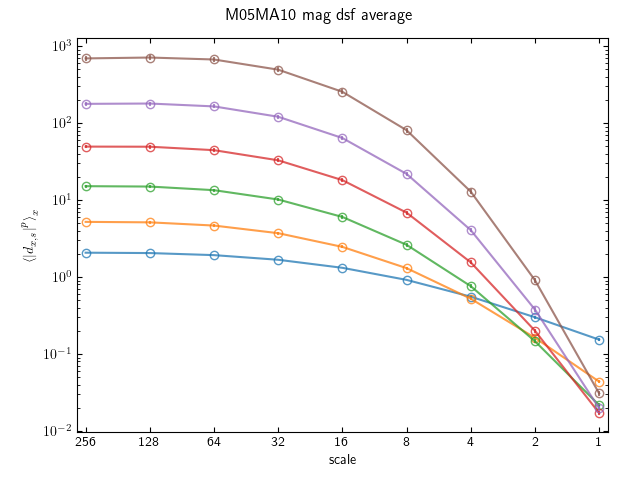 M05MA10 mag dsf average
10³
10²
10¹
10⁰
10⁻¹
10⁻²
⟨|d_{x,s}|^p⟩_x
256 128 64 32 16 8 4 2 1
scale